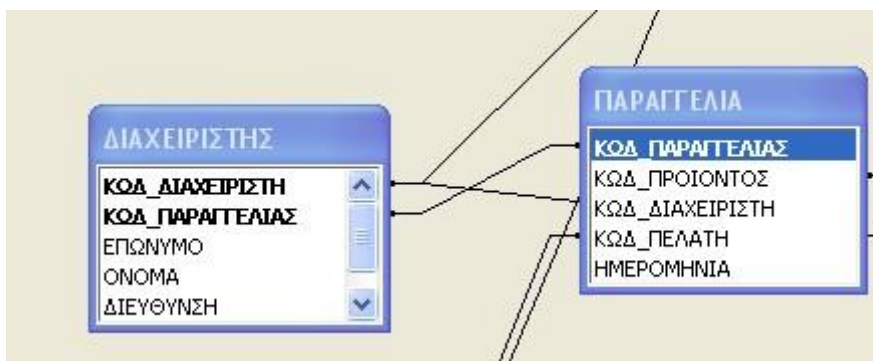 ΔΙΑΧΕΙΡΙΣΤΗΣ
ΚΩΔ_ΔΙΑΧΕΙΡΙΣΤΗ
ΚΩΔ_ΠΑΡΑΓΓΕΛΙΑΣ
ΕΠΩΝΥΜΟ
ΟΝΟΜΑ
ΔΙΕΥΘΥΝΣΗ
ΠΑΡΑΓΓΕΛΙΑ
ΚΩΔ_ΠΑΡΑΓΓΕΛΙΑΣ
ΚΩΔ_ΠΡΟΙΟΝΤΟΣ
ΚΩΔ_ΔΙΑΧΕΙΡΙΣΤΗ
ΚΩΔ_ΠΕΛΑΤΗ
ΗΜΕΡΟΜΗΝΙΑ